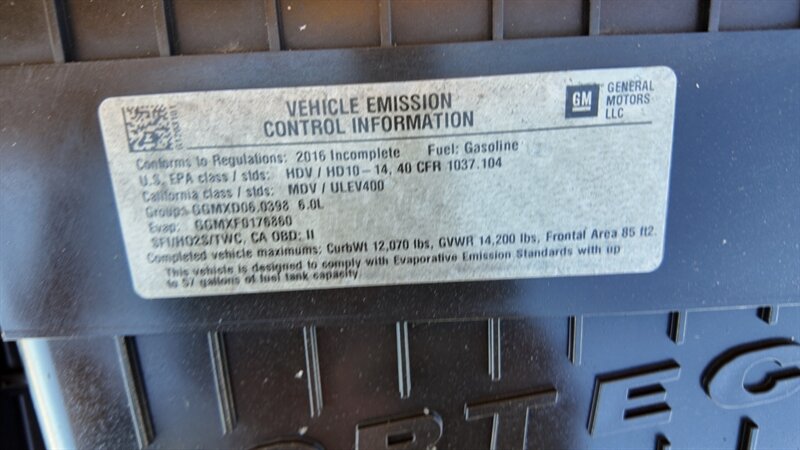 VEHICLE EMISSION
CONTROL INFORMATION
GM
GENERAL
MOTORS
LLC
Conforms to Regulations: 2016 Incomplete Fuel: Gasoline
U.S. EPA class / stds: HDV / HD10-14, 40 CFR 1037.104
California class / stds: MDV / ULEV400
Groups: GGMXD06.0398 6.0L
Evap: GGMXF0176860
SFI/HO2S/TWC, CA OBD: II
Completed vehicle maximums: CurbWt 12,070 lbs, GVWR 14,200 lbs, Frontal Area 85 ft2.
This vehicle is designed to comply with Evaporative Emission Standards with up
to 57 gallons of fuel tank capacity.
ORTEC